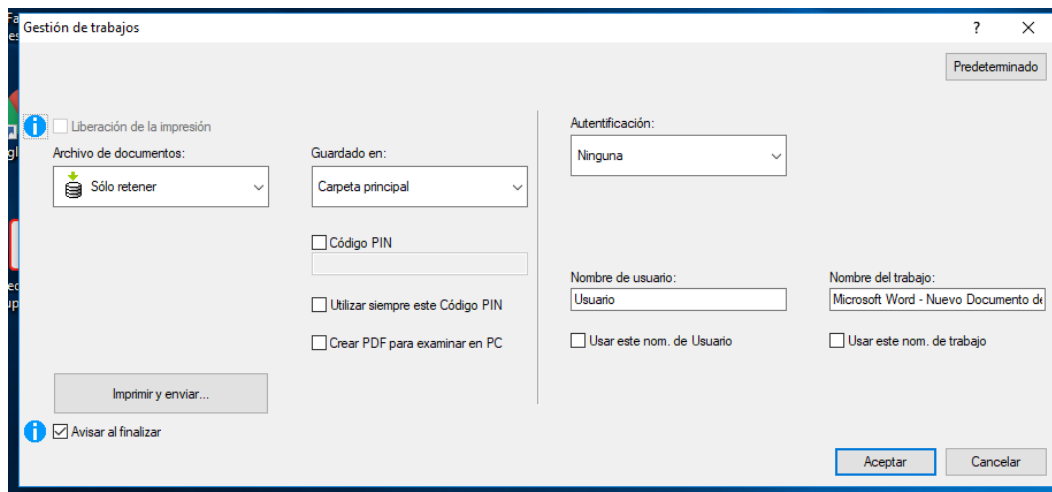 Gestión de trabajos
Predeterminado
Liberación de la impresión
Archivo de documentos:
Sólo retener
Guardado en:
Carpeta principal
Código PIN
Utilizar siempre este Código PIN
Crear PDF para examinar en PC
Imprimir y enviar...
Avisar al finalizar
Autentificación:
Ninguna
Nombre de usuario:
Usuario
Usar este nom. de Usuario
Nombre del trabajo:
Microsoft Word - Nuevo Documento de
Usar este nom. de trabajo
Aceptar
Cancelar